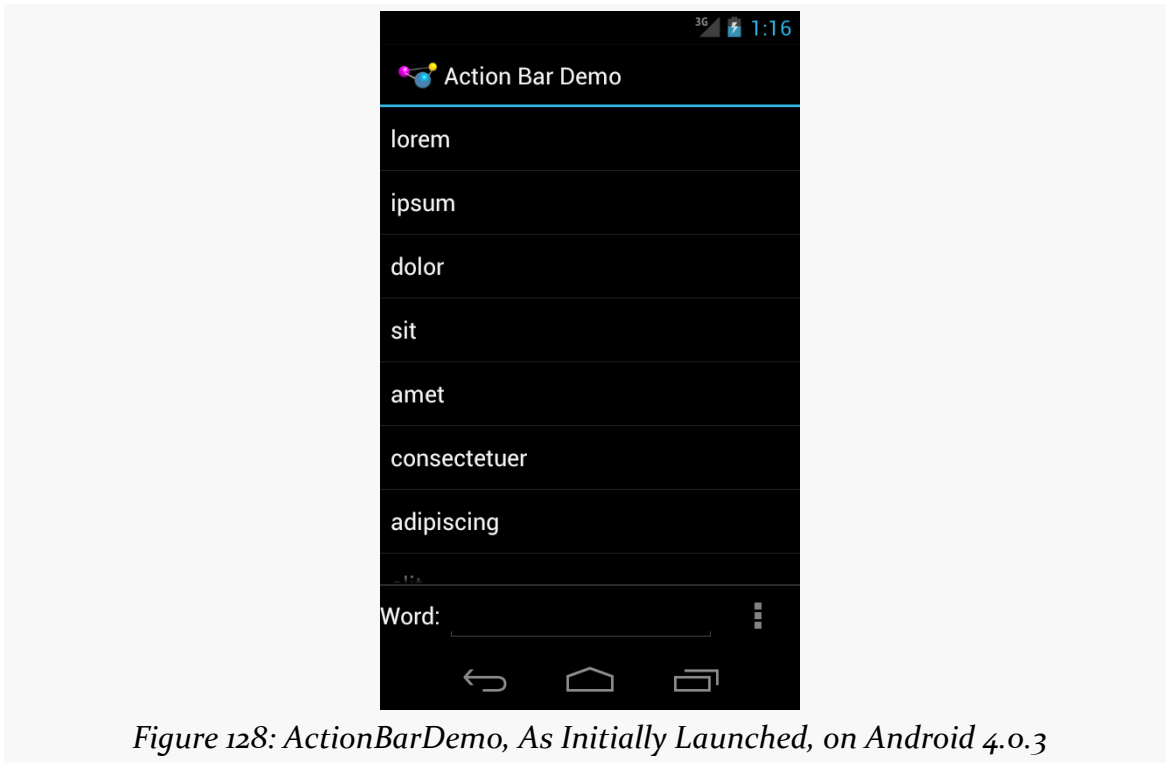 3G 1:16
Action Bar Demo
lorem
ipsum
dolor
sit
amet
consectetuer
adipiscing
Word:
Figure 128: ActionBarDemo, As Initially Launched, on Android 4.0.3